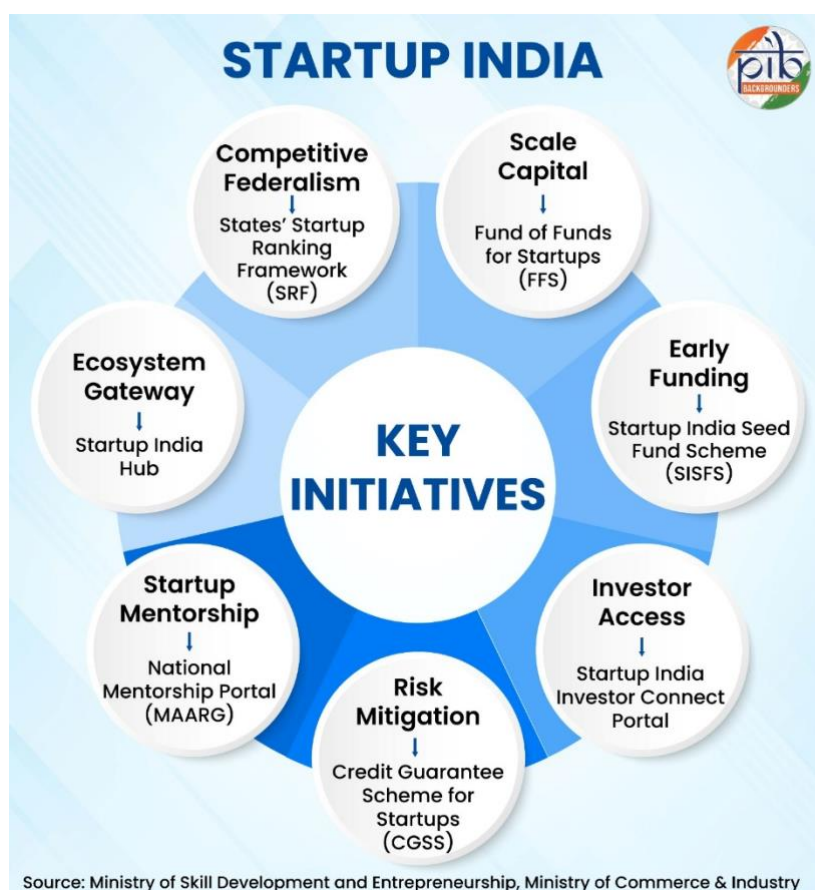 STARTUP INDIA
pib
BACKGROUNDERS
Competitive
Federalism
States' Startup
Ranking
Framework
(SRF)
Scale
Capital
Fund of Funds
for Startups
(FFS)
Ecosystem
Gateway
Startup India
Hub
KEY
INITIATIVES
Early
Funding
Startup India Seed
Fund Scheme
(SISFS)
Startup
Mentorship
National
Mentorship Portal
(MAARG)
Risk
Mitigation
Credit Guarantee
Scheme for
Startups
(CGSS)
Investor
Access
Startup India
Investor Connect
Portal
Source: Ministry of Skill Development and Entrepreneurship, Ministry of Commerce & Industry